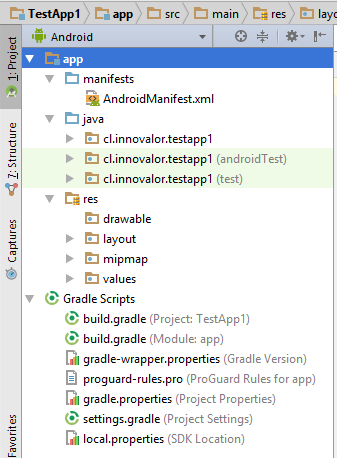 TestApp1 app src main res layo
Android
1: Project
7: Structure
Captures
Favorites
app
manifests
AndroidManifest.xml
java
cl.innovalor.testapp1
cl.innovalor.testapp1 (androidTest)
cl.innovalor.testapp1 (test)
res
drawable
layout
mipmap
values
Gradle Scripts
build.gradle (Project: TestApp1)
build.gradle (Module: app)
gradle-wrapper.properties (Gradle Version)
proguard-rules.pro (ProGuard Rules for app)
gradle.properties (Project Properties)
settings.gradle (Project Settings)
local.properties (SDK Location)